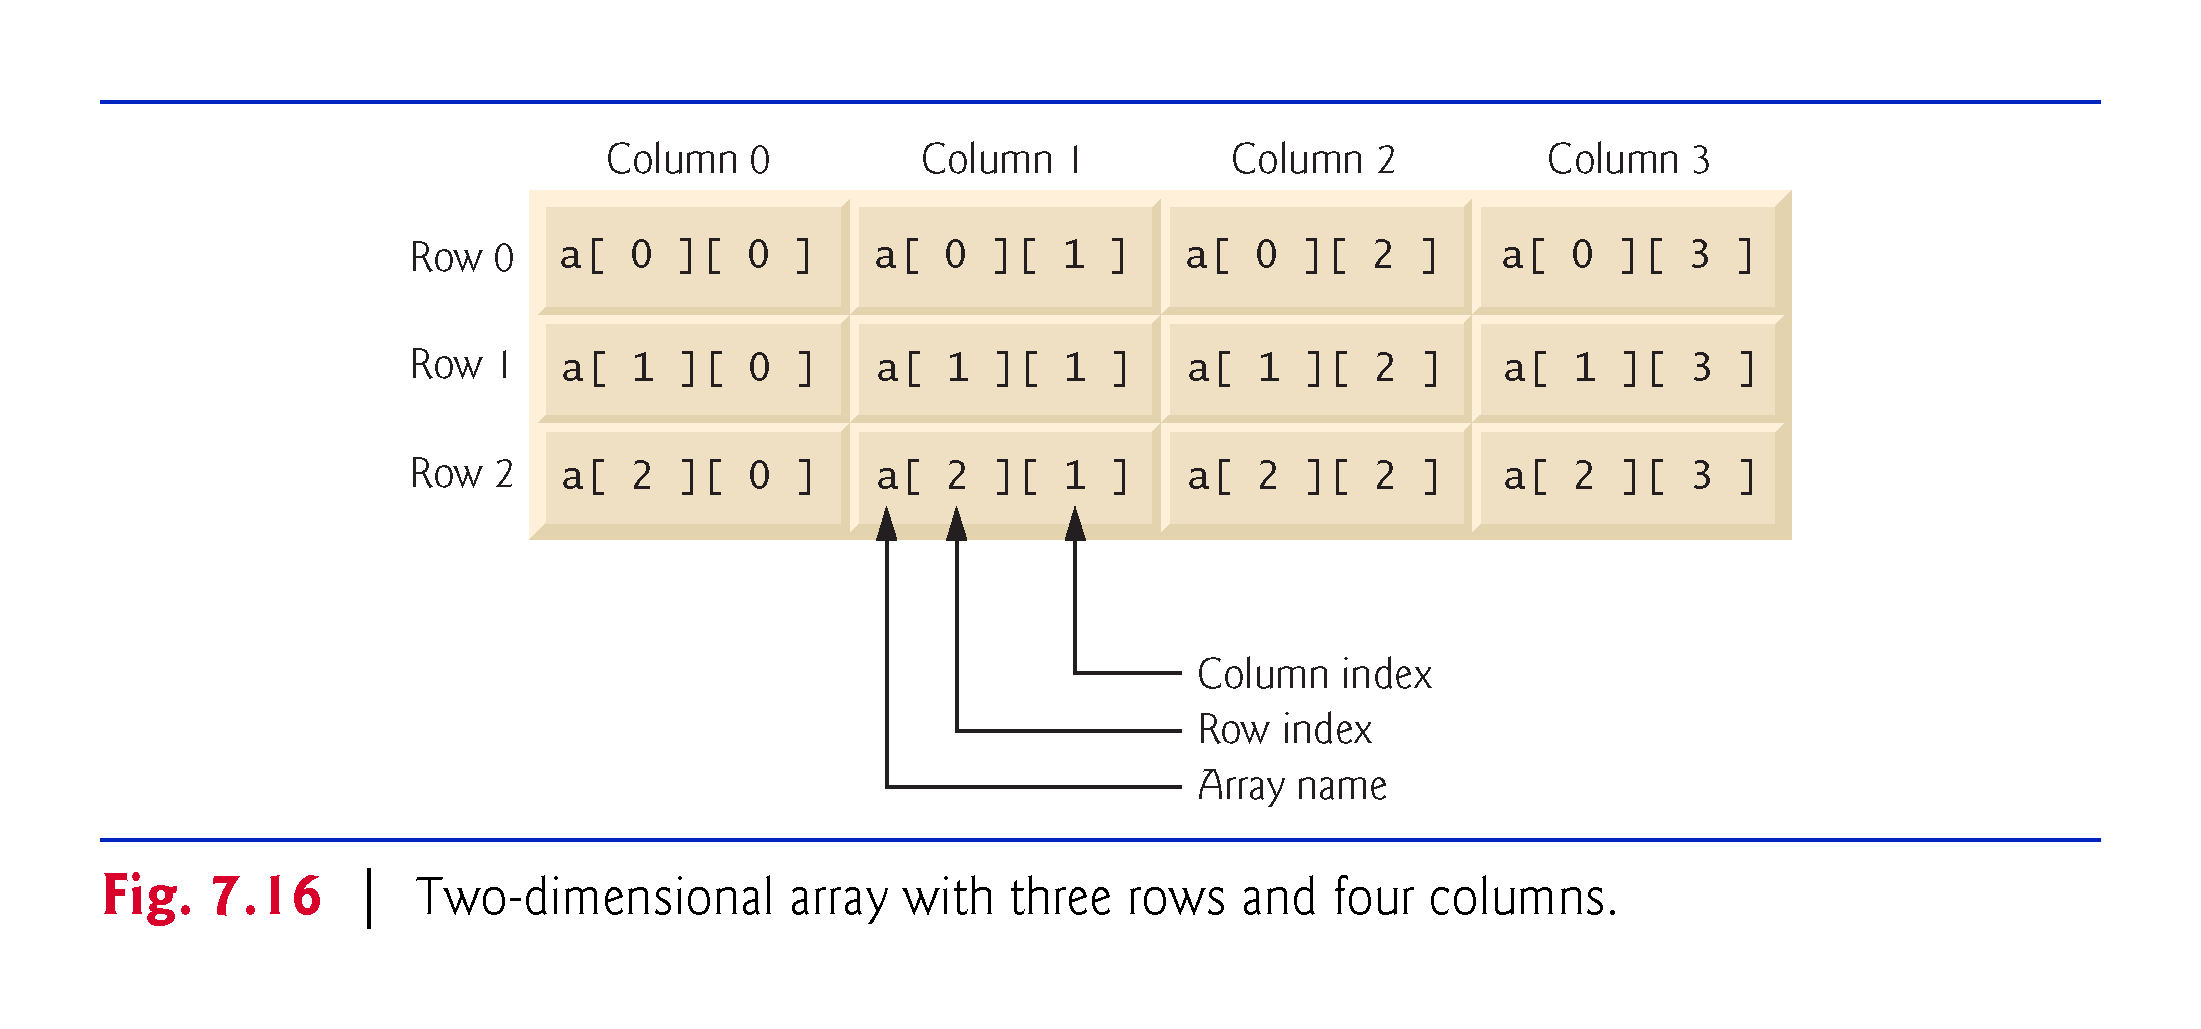 Column 0 Column 1 Column 2 Column 3
Row 0 a[ 0 ][ 0 ] a[ 0 ][ 1 ] a[ 0 ][ 2 ] a[ 0 ][ 3 ]
Row 1 a[ 1 ][ 0 ] a[ 1 ][ 1 ] a[ 1 ][ 2 ] a[ 1 ][ 3 ]
Row 2 a[ 2 ][ 0 ] a[ 2 ][ 1 ] a[ 2 ][ 2 ] a[ 2 ][ 3 ]
Column index
Row index
Array name
Fig. 7.16 | Two-dimensional array with three rows and four columns.